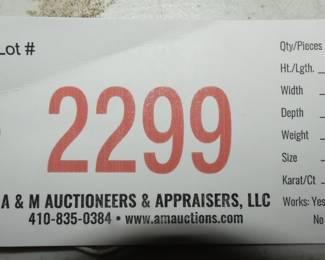 Lot #
2299
A & M AUCTIONEERS & APPRAISERS, LLC
410-835-0384 • www.amauctions.com
Qty/Pieces
Ht./Lgth.
Width
Depth
Weight
Size
Karat/Ct
Works: Yes
No